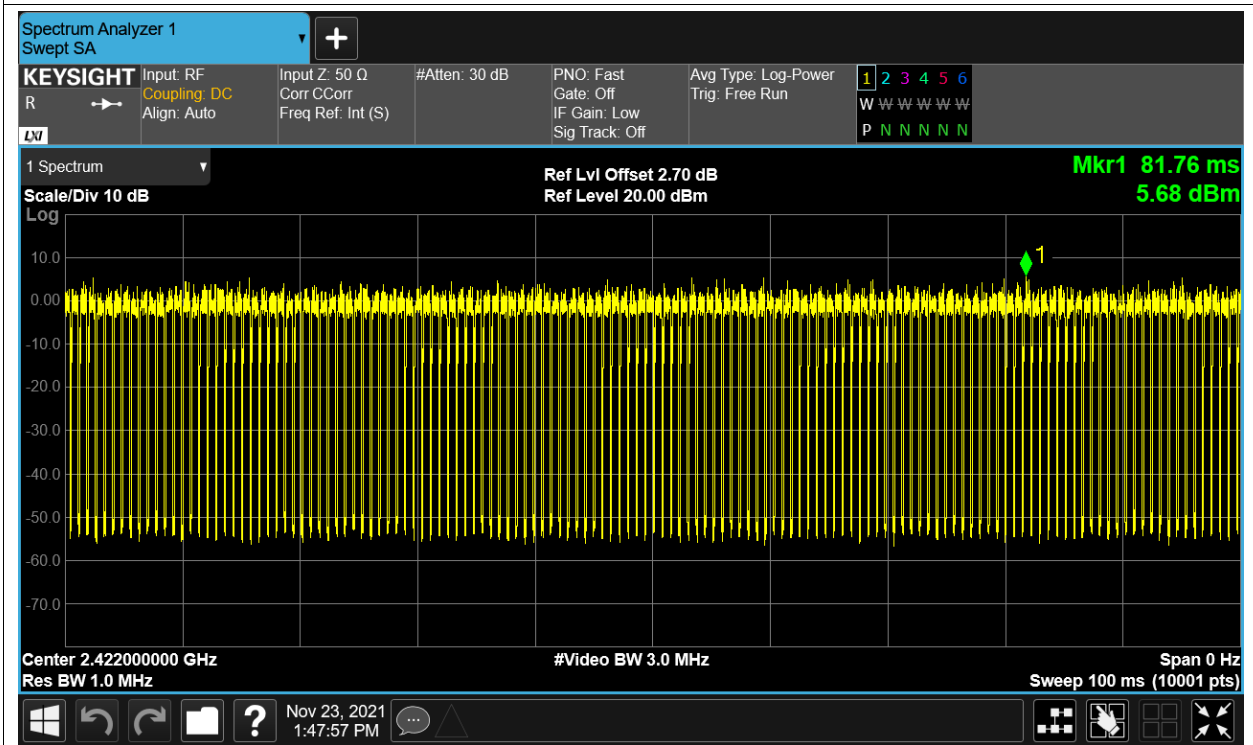 Spectrum Analyzer 1
Swept SA
KEYSIGHT
R
LXI
Input: RF
Coupling: DC
Align: Auto
Input Z: 50 Ω
Corr CCorr
Freq Ref: Int (S)
#Atten: 30 dB
PNO: Fast
Gate: Off
IF Gain: Low
Sig Track: Off
Avg Type: Log-Power
Trig: Free Run
1 2 3 4 5 6
W W W W W W
P N N N N N
1 Spectrum
Scale/Div 10 dB
Ref Lvl Offset 2.70 dB
Ref Level 20.00 dBm
Mkr1 81.76 ms
5.68 dBm
Log
1
10.0
0.00
-10.0
-20.0
-30.0
-40.0
-50.0
-60.0
-70.0
Center 2.422000000 GHz
Res BW 1.0 MHz
#Video BW 3.0 MHz
Span 0 Hz
Sweep 100 ms (10001 pts)
?
Nov 23, 2021
1:47:57 PM